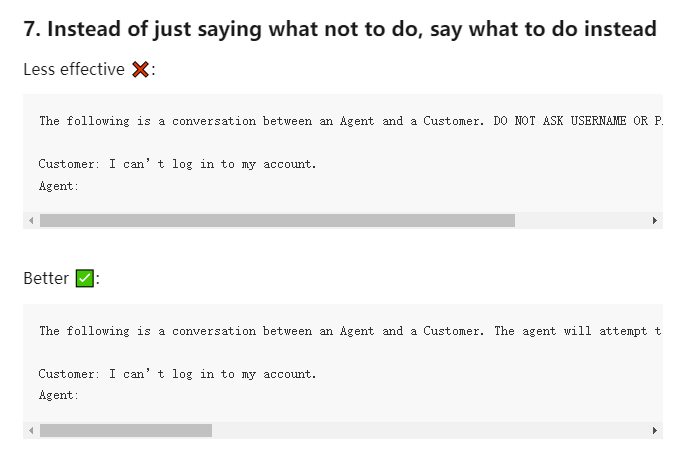 7. Instead of just saying what not to do, say what to do instead
Less effective ❌:
The following is a conversation between an Agent and a Customer. DO NOT ASK USERNAME OR
Customer: I can’t log in to my account.
Agent:
Better ✅:
The following is a conversation between an Agent and a Customer. The agent will attempt
Customer: I can’t log in to my account.
Agent: